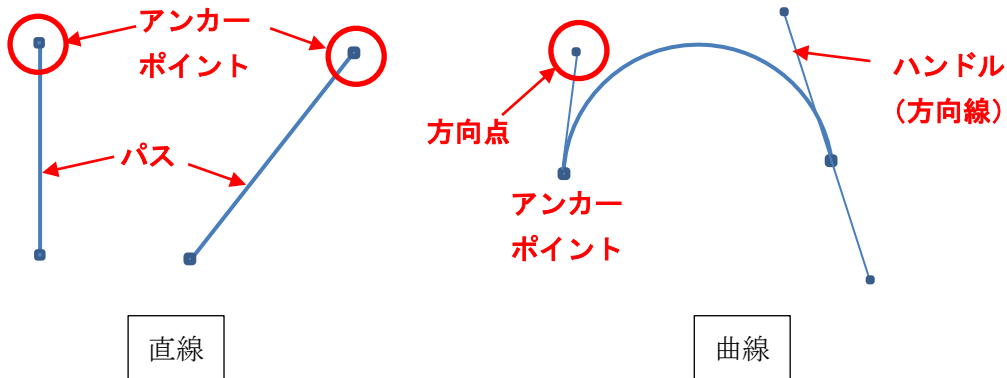 アンカー
ポイント
パス
直線
方向点
アンカー
ポイント
ハンドル
（方向線）
曲線